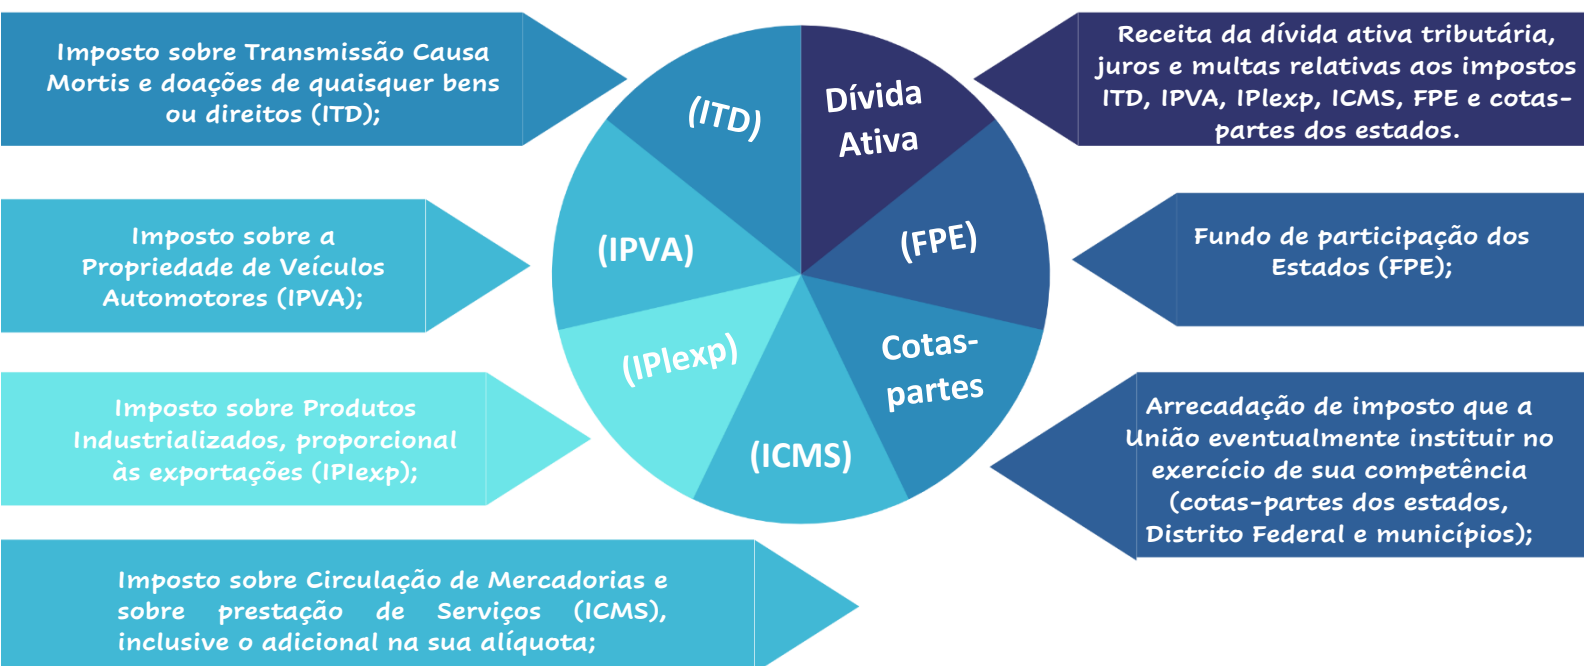 Imposto sobre Transmissão Causa
Mortis e doações de quaisquer bens
ou direitos (ITD);
Imposto sobre a
Propriedade de Veículos
Automotores (IPVA);
Imposto sobre Produtos
Industrializados, proporcional
às exportações (IPIexp);
Imposto sobre Circulação de Mercadorias e
sobre prestação de Serviços (ICMS),
inclusive o adicional na sua alíquota;
(ITD)
Dívida
Ativa
(IPVA)
(FPE)
(IPlexp)
Cotas-
partes
(ICMS)
Receita da dívida ativa tributária,
juros e multas relativas aos impostos
ITD, IPVA, IPlexp, ICMS, FPE e cotas-
partes dos estados.
Fundo de participação dos
Estados (FPE);
Arrecadação de imposto que a
União eventualmente instituir no
exercício de sua competência
(cotas-partes dos estados,
Distrito Federal e municípios);